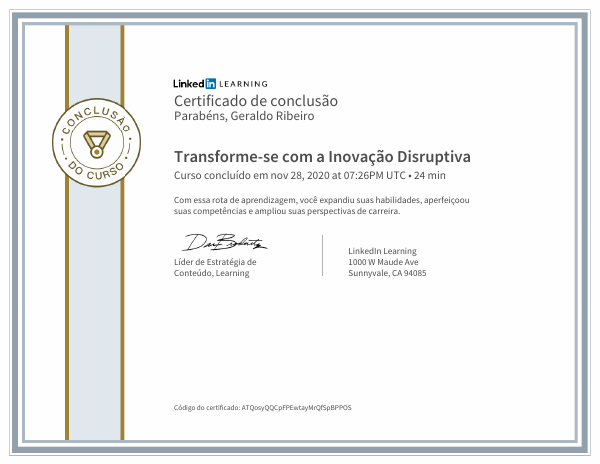 Linked in LEARNING
Certificado de conclusão
Parabéns, Geraldo Ribeiro
CONCLUSÃO
DO CURSO
Transforme-se com a Inovação Disruptiva
Curso concluído em nov 28, 2020 at 07:26PM UTC • 24 min
Com essa rota de aprendizagem, você expandiu suas habilidades, aperfeiçoou
suas competências e ampliou suas perspectivas de carreira.
Líder de Estratégia de
Conteúdo, Learning
LinkedIn Learning
1000 W Maude Ave
Sunnyvale, CA 94085
Código do certificado: ATQosyQQCpFPEwtayMrQfSpBPPOS